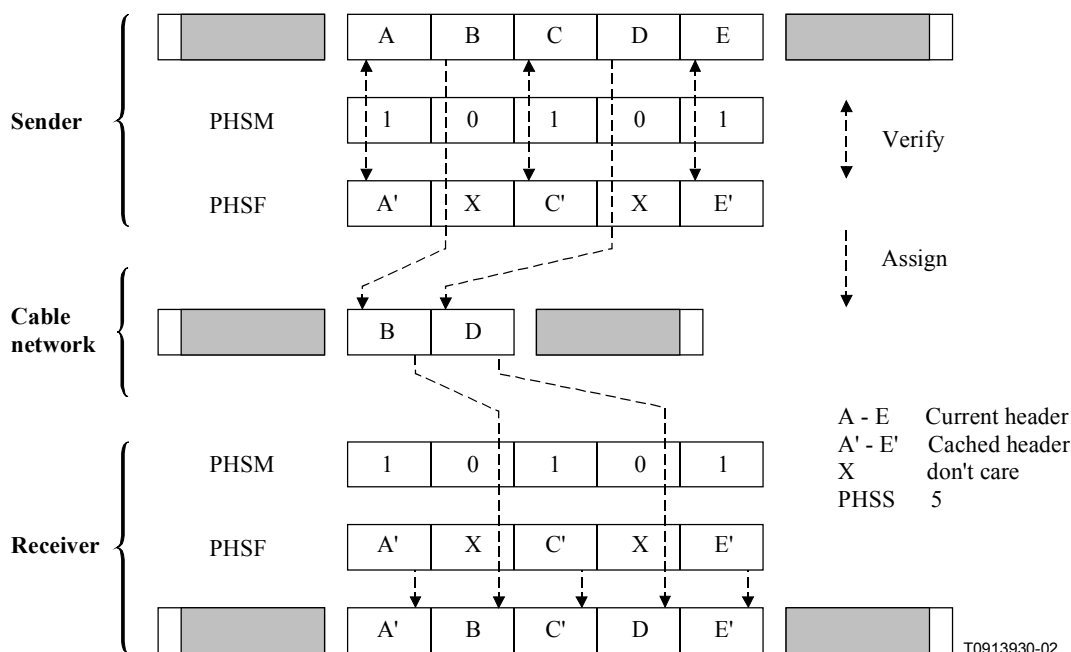 A B C D E
Sender
PHSM 1 0 1 0 1
Verify
PHSF A' X C' X E'
Assign
Cable
network
B D
A - E Current header
A' - E' Cached header
X don't care
PHSS 5
PHSM 1 0 1 0 1
Receiver
PHSF A' X C' X E'
A' B C' D E'
T0913930-02